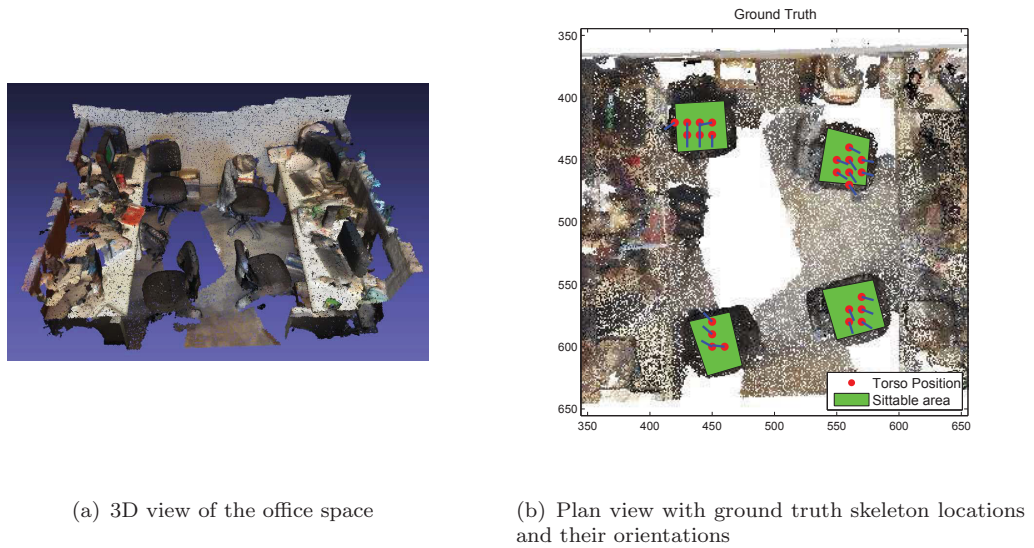 Ground Truth
350
400
450
500
550
600
650
350 400 450 500 550 600 650
Torso Position
Sittable area
(a) 3D view of the office space
(b) Plan view with ground truth skeleton locations
and their orientations